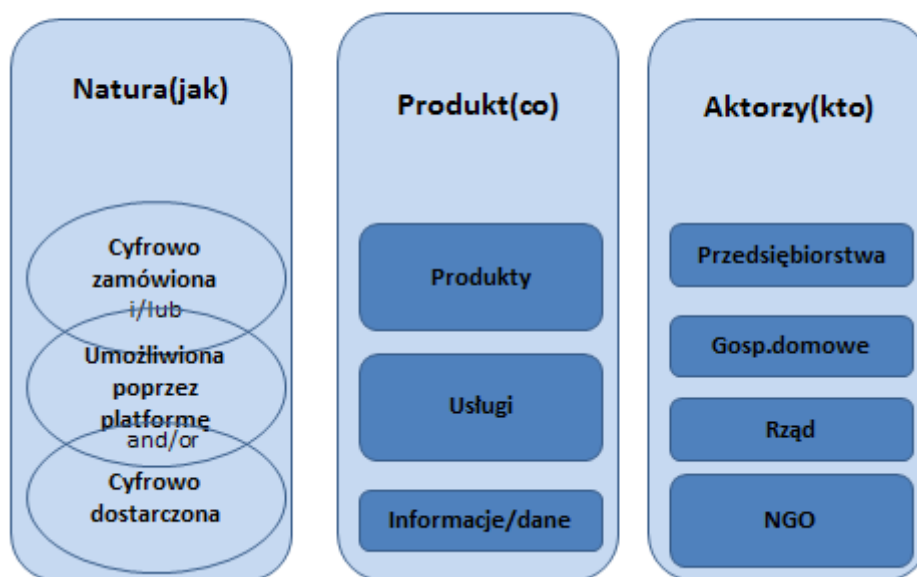 Natura(jak)
Cyfrowo
zamówiona
i/lub
Umożliwiona
poprzez
platformę
and/or
Cyfrowo
dostarczona
Produkt(co)
Produkty
Usługi
Informacje/dane
Aktorzy(kto)
Przedsiębiorstwa
Gosp.domowe
Rząd
NGO